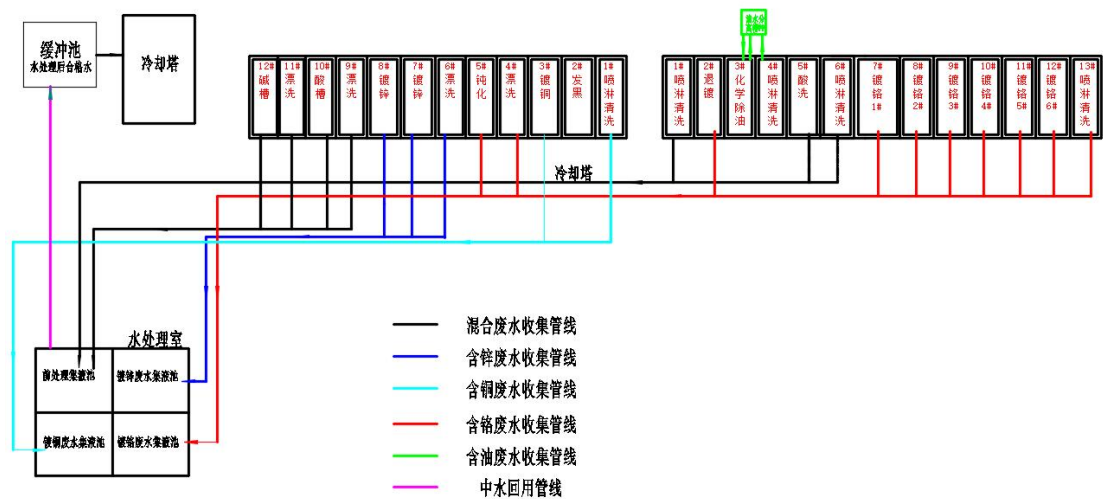 缓冲池
水处理后合格水
冷却塔
12#
碱槽
11#
漂洗
10#
酸槽
9#
漂洗
8#
镀锌
7#
镀锌
6#
漂洗
5#
钝化
4#
漂洗
3#
镀铜
2#
发黑
1#
喷淋清洗
1#
喷淋清洗
2#
退镀
3#
化学除油
4#
喷淋清洗
5#
酸洗
6#
喷淋清洗
7#
镀铬
1#
8#
镀铬
2#
9#
镀铬
3#
10#
镀铬
4#
11#
镀铬
5#
12#
镀铬
6#
13#
喷淋清洗
冷却塔
水处理室
前处理集液池
镀锌废水集液池
镀铜废水集液池
镀铬废水集液池
混合废水收集管线
含锌废水收集管线
含铜废水收集管线
含铬废水收集管线
含油废水收集管线
中水回用管线